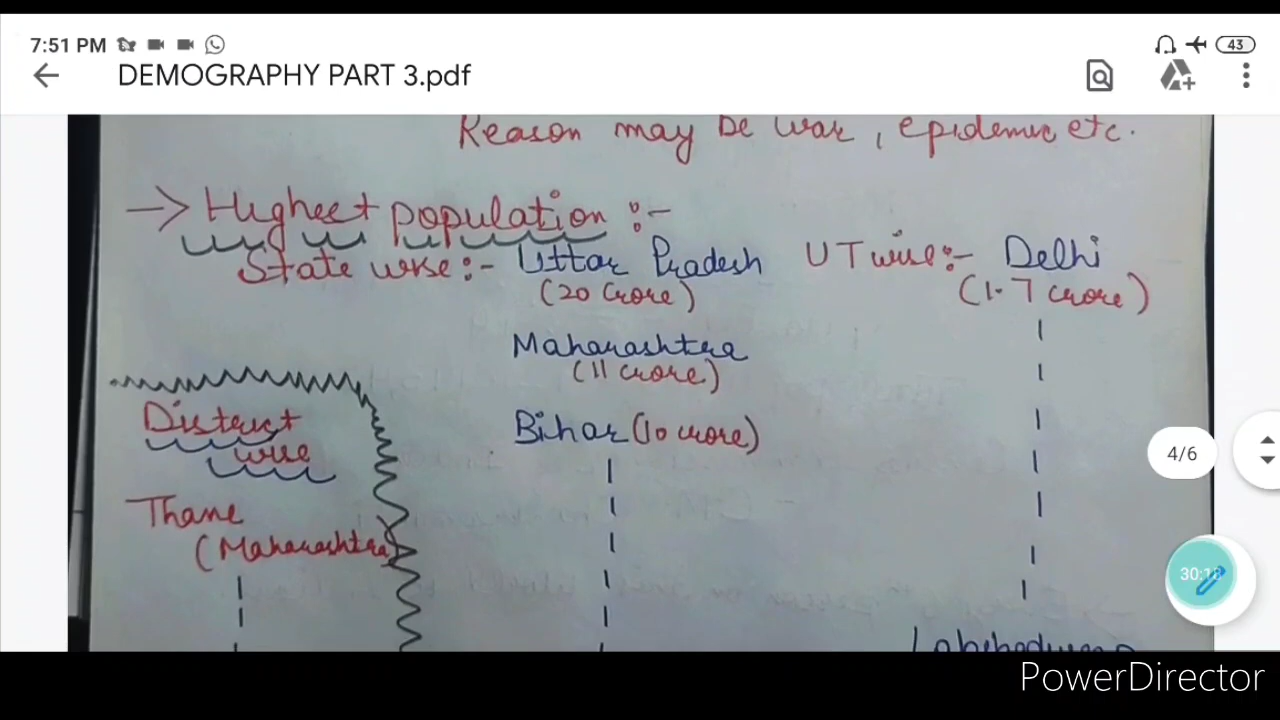 7:51 PM
43
DEMOGRAPHY PART 3.pdf
Reason may be war, epidemic etc.
→ Highest population :-
State wise :- Uttar Pradesh UT wise :- Delhi
(20 crore) (1.7 crore)
Maharashtra
(11 crore)
District
wise
Bihar (10 crore)
4/6
Thane
(Maharashtra)
30:1
PowerDirector